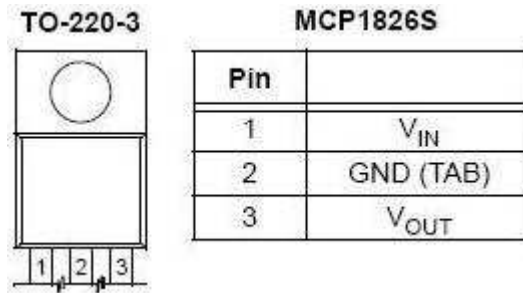 TO-220-3
1 2 3
MCP1826S
Pin
1 VIN
2 GND (TAB)
3 VOUT